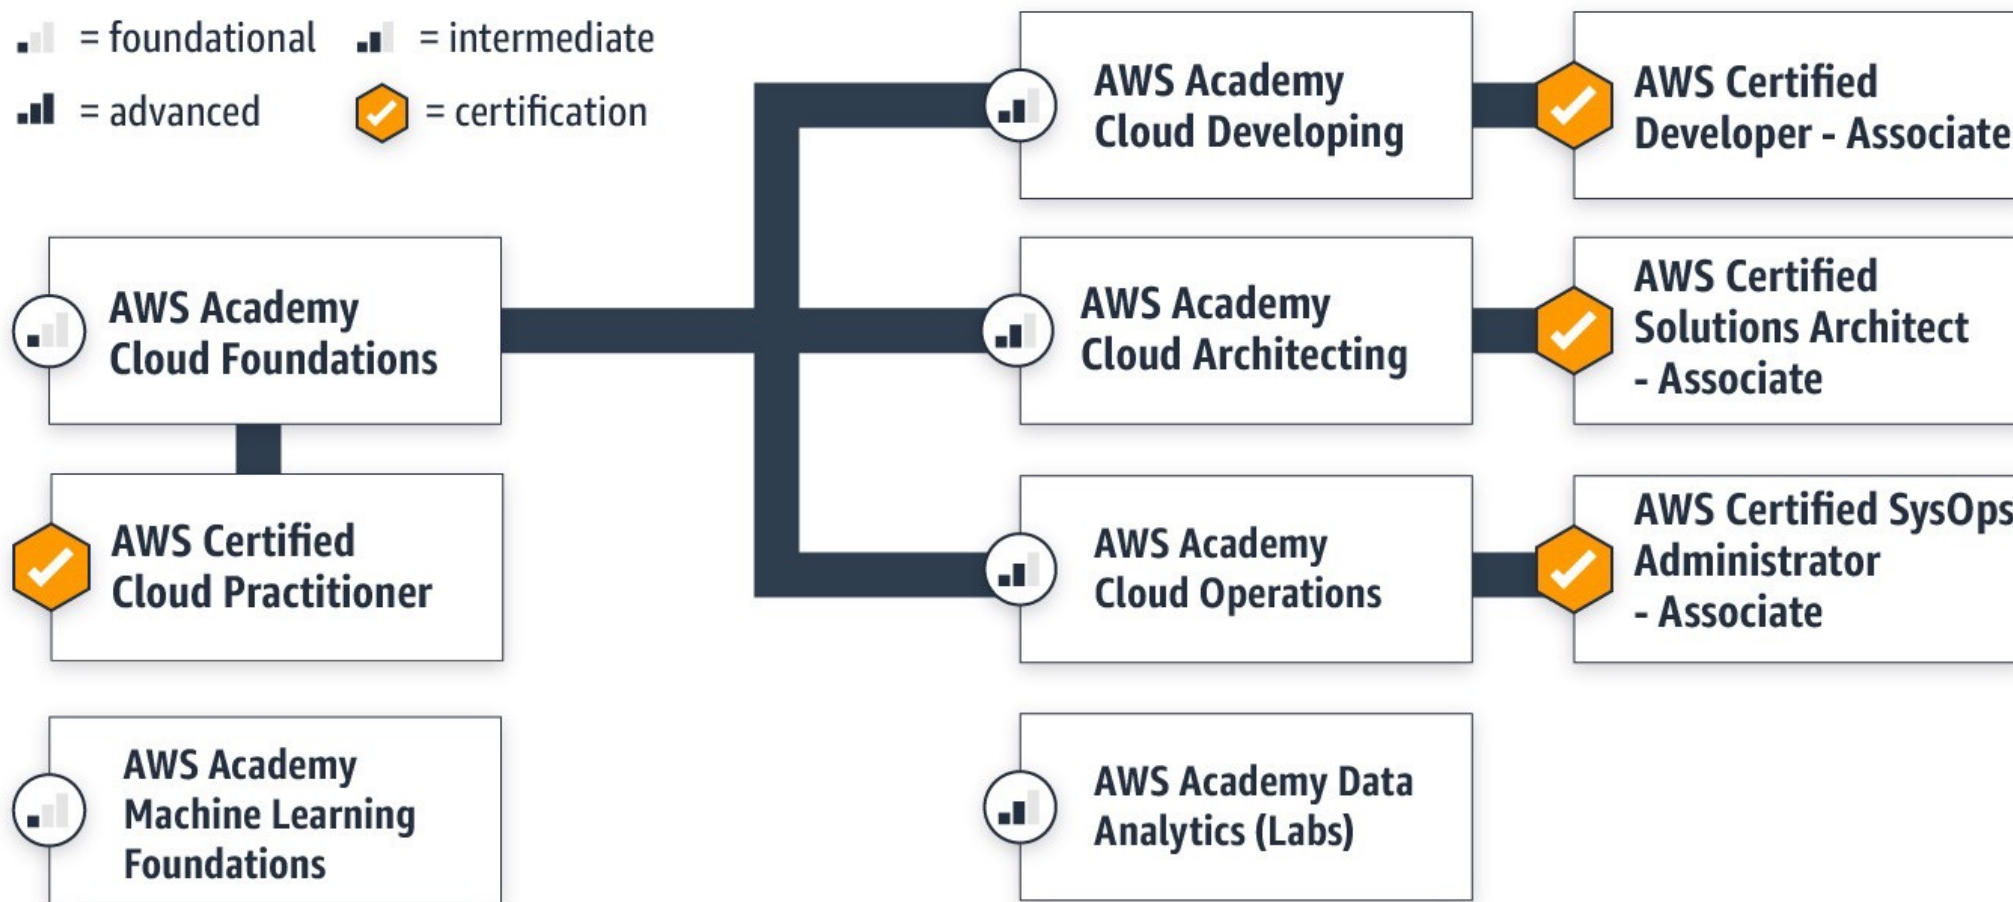 = foundational
= intermediate
= advanced
= certification
AWS Academy
Cloud Foundations
AWS Certified
Cloud Practitioner
AWS Academy
Machine Learning
Foundations
AWS Academy
Cloud Developing
AWS Academy
Cloud Architecting
AWS Academy
Cloud Operations
AWS Academy Data
Analytics (Labs)
AWS Certified
Developer - Associate
AWS Certified
Solutions Architect
- Associate
AWS Certified SysOps
Administrator
- Associate